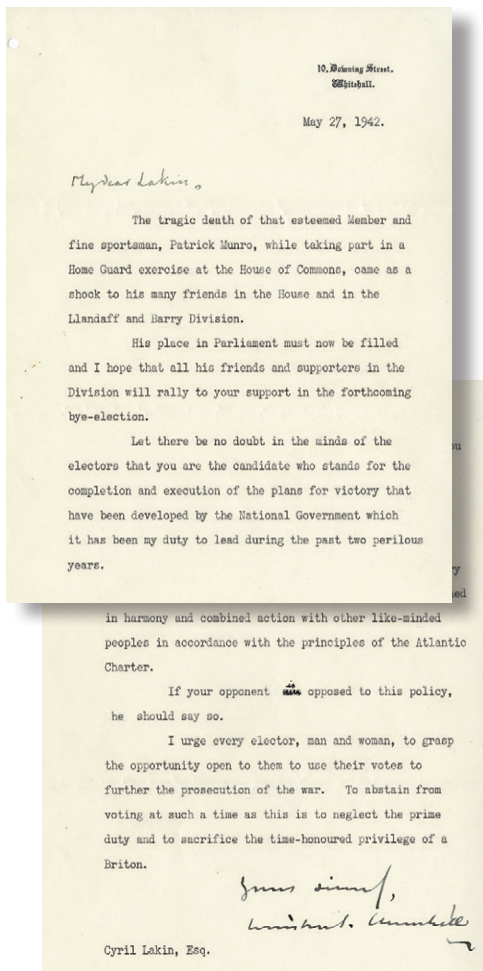 10, Downing Street,
Whitehall.
May 27, 1942.
My dear Lakin,
The tragic death of that esteemed Member and
fine sportsman, Patrick Munro, while taking part in a
Home Guard exercise at the House of Commons, came as a
shock to his many friends in the House and in the
Llandaff and Barry Division.
His place in Parliament must now be filled
and I hope that all his friends and supporters in the
Division will rally to your support in the forthcoming
bye-election.
Let there be no doubt in the minds of the
electors that you are the candidate who stands for the
completion and execution of the plans for victory that
have been developed by the National Government which
it has been my duty to lead during the past two perilous
years.
in harmony and combined action with other like-minded
peoples in accordance with the principles of the Atlantic
Charter.
If your opponent is opposed to this policy,
he should say so.
I urge every elector, man and woman, to grasp
the opportunity open to them to use their votes to
further the prosecution of the war. To abstain from
voting at such a time as this is to neglect the prime
duty and to sacrifice the time-honoured privilege of a
Briton.
Yours sincerely,
Winston S. Churchill
Cyril Lakin, Esq.